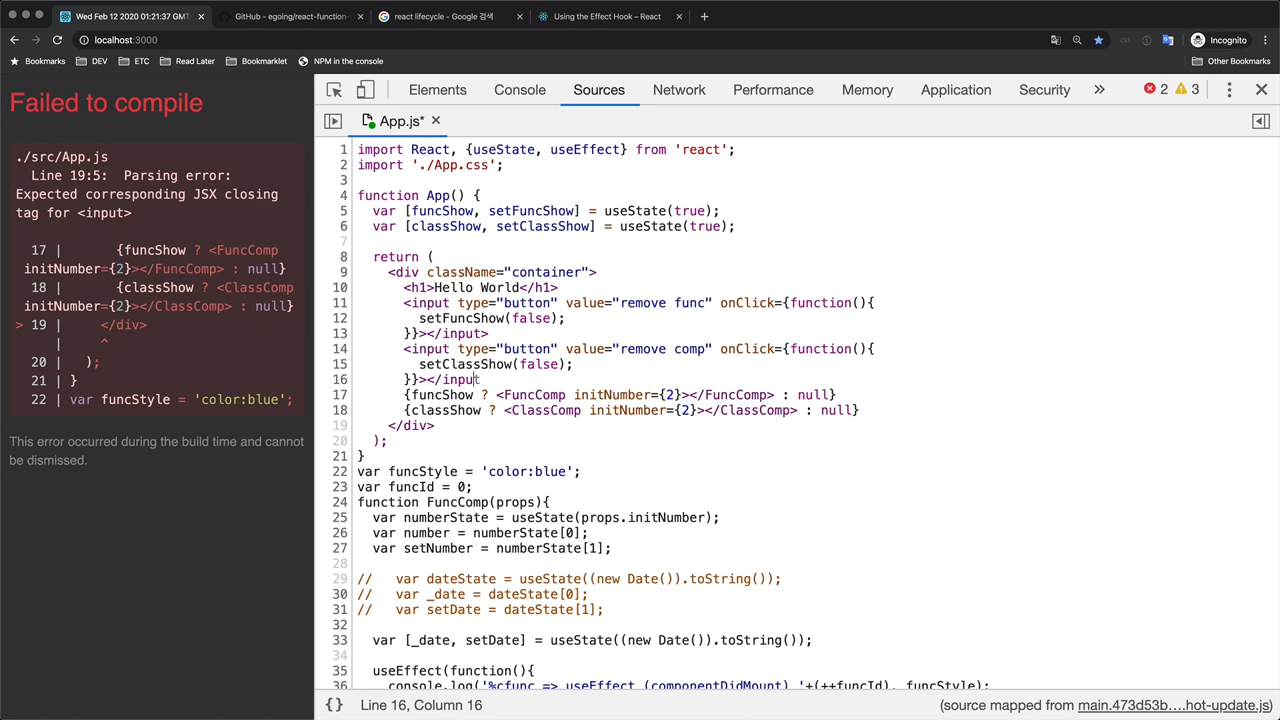 Wed Feb 12 2020 01:21:37 GMT
GitHub - egoing/react-function-
react lifecycle - Google 검색
Using the Effect Hook – React
localhost:3000
Incognito
Bookmarks
DEV
ETC
Read Later
Bookmarklet
NPM in the console
Other Bookmarks
Failed to compile
./src/App.js
Line 19:5:  Parsing error:
Expected corresponding JSX closing
tag for <input>
17 |       {funcShow ? <FuncComp
initNumber={2}></FuncComp> : null}
18 |       {classShow ? <ClassComp
initNumber={2}></ClassComp> : null}
> 19 |     </div>
|     ^
20 |   );
21 | }
22 | var funcStyle = 'color:blue';
This error occurred during the build time and cannot
be dismissed.
Elements
Console
Sources
Network
Performance
Memory
Application
Security
»
2
3
App.js*
1 import React, {useState, useEffect} from 'react';
2 import './App.css';
3
4 function App() {
5   var [funcShow, setFuncShow] = useState(true);
6   var [classShow, setClassShow] = useState(true);
7
8   return (
9     <div className="container">
10       <h1>Hello World</h1>
11       <input type="button" value="remove func" onClick={function(){
12         setFuncShow(false);
13       }}></input>
14       <input type="button" value="remove comp" onClick={function(){
15         setClassShow(false);
16       }}></input
17       {funcShow ? <FuncComp initNumber={2}></FuncComp> : null}
18       {classShow ? <ClassComp initNumber={2}></ClassComp> : null}
19     </div>
20   );
21 }
22 var funcStyle = 'color:blue';
23 var funcId = 0;
24 function FuncComp(props){
25   var numberState = useState(props.initNumber);
26   var number = numberState[0];
27   var setNumber = numberState[1];
28
29 //   var dateState = useState((new Date()).toString());
30 //   var _date = dateState[0];
31 //   var setDate = dateState[1];
32
33   var [_date, setDate] = useState((new Date()).toString());
34
35   useEffect(function(){
36     console.log('%cfunc => useEffect (componentDidMount) '+(++funcId), funcStyle);
{}
Line 16, Column 16
(source mapped from main.473d53b….hot-update.js)